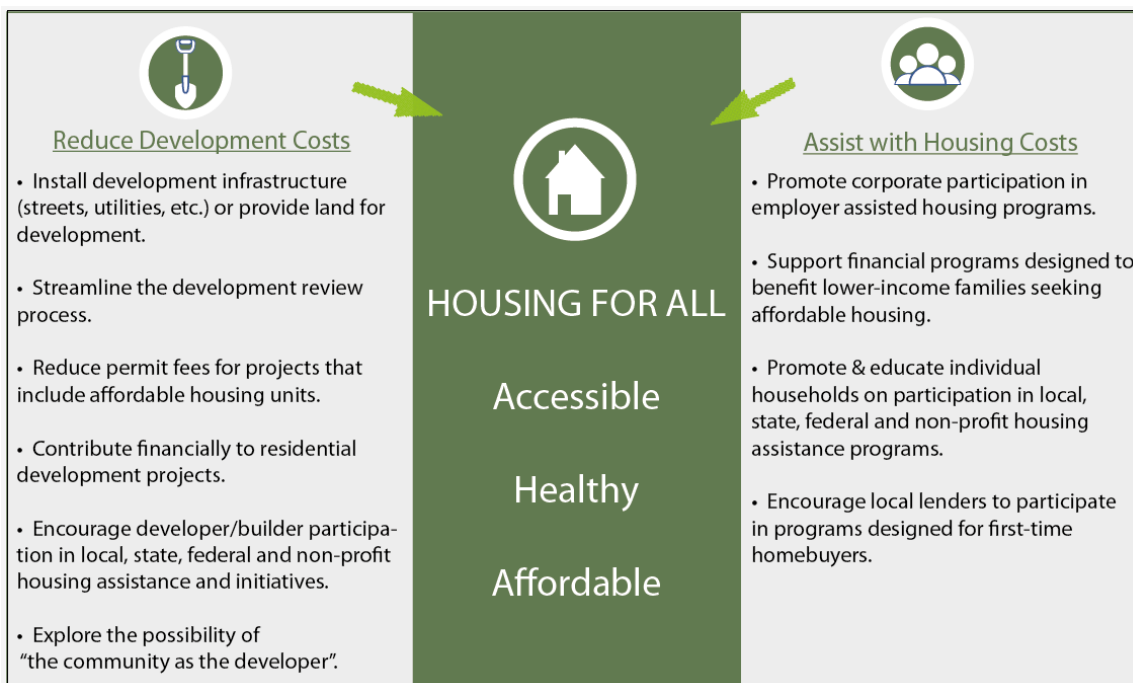 Reduce Development Costs
• Install development infrastructure
(streets, utilities, etc.) or provide land for
development.
• Streamline the development review
process.
• Reduce permit fees for projects that
include affordable housing units.
• Contribute financially to residential
development projects.
• Encourage developer/builder participa-
tion in local, state, federal and non-profit
housing assistance and initiatives.
• Explore the possibility of
“the community as the developer”.
HOUSING FOR ALL
Accessible
Healthy
Affordable
Assist with Housing Costs
• Promote corporate participation in
employer assisted housing programs.
• Support financial programs designed to
benefit lower-income families seeking
affordable housing.
• Promote & educate individual
households on participation in local,
state, federal and non-profit housing
assistance programs.
• Encourage local lenders to participate
in programs designed for first-time
homebuyers.